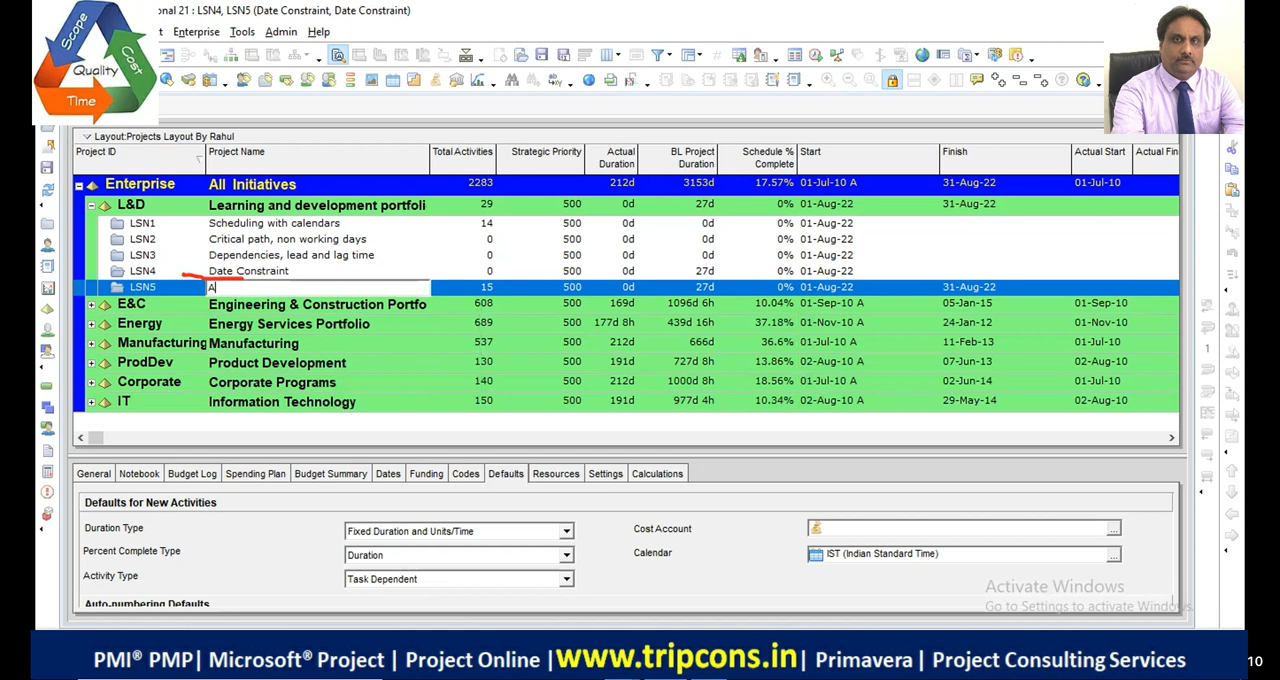 onal 21 : LSN4, LSN5 (Date Constraint, Date Constraint)
t Enterprise Tools Admin Help
Scope
Cost
Quality
Time
Layout:Projects Layout By Rahul
Project ID Project Name Total Activities Strategic Priority Actual Duration BL Project Duration Schedule % Complete Start Finish Actual Start Actual Fin
Enterprise All Initiatives 2283 212d 3153d 17.57% 01-Jul-10 A 31-Aug-22 01-Jul-10
L&D Learning and development portfoli 29 500 0d 27d 0% 01-Aug-22 31-Aug-22
LSN1 Scheduling with calendars 14 500 0d 0d 0% 01-Aug-22
LSN2 Critical path, non working days 0 500 0d 0d 0% 01-Aug-22
LSN3 Dependencies, lead and lag time 0 500 0d 0d 0% 01-Aug-22
LSN4 Date Constraint 0 500 0d 27d 0% 01-Aug-22
LSN5 A 15 500 0d 27d 0% 01-Aug-22 31-Aug-22
E&C Engineering & Construction Portfo 608 500 169d 1096d 6h 10.04% 01-Sep-10 A 05-Jan-15 01-Sep-10
Energy Energy Services Portfolio 689 500 177d 8h 439d 16h 37.18% 01-Nov-10 A 24-Jan-12 01-Nov-10
Manufacturing Manufacturing 537 500 212d 666d 36.6% 01-Jul-10 A 11-Feb-13 01-Jul-10
ProdDev Product Development 130 500 191d 727d 8h 13.86% 02-Aug-10 A 07-Jun-13 02-Aug-10
Corporate Corporate Programs 140 500 212d 1000d 8h 18.56% 01-Jul-10 A 02-Jun-14 01-Jul-10
IT Information Technology 150 500 191d 977d 4h 10.34% 02-Aug-10 A 29-May-14 02-Aug-10
General Notebook Budget Log Spending Plan Budget Summary Dates Funding Codes Defaults Resources Settings Calculations
Defaults for New Activities
Duration Type Fixed Duration and Units/Time Cost Account
Percent Complete Type Duration Calendar IST (Indian Standard Time)
Activity Type Task Dependent
Auto-numbering Defaults
Activate Windows
Go to Settings to activate Windows.
PMI® PMP| Microsoft® Project | Project Online |www.tripcons.in| Primavera | Project Consulting Services
10